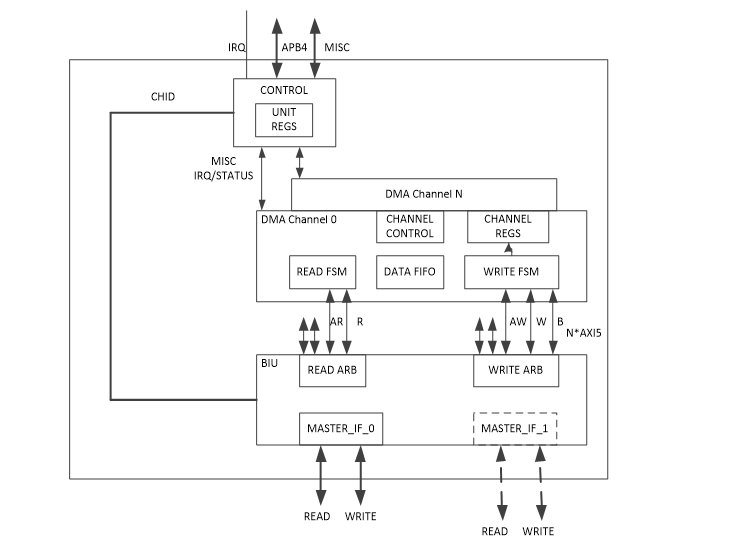 IRQ
APB4
MISC
CONTROL
CHID
UNIT
REGS
MISC
IRQ/STATUS
DMA Channel N
DMA Channel 0
CHANNEL
CONTROL
CHANNEL
REGS
READ FSM
DATA FIFO
WRITE FSM
AR
R
AW
W
B
N*AXI5
BIU
READ ARB
WRITE ARB
MASTER_IF_0
MASTER_IF_1
READ
WRITE
READ
WRITE